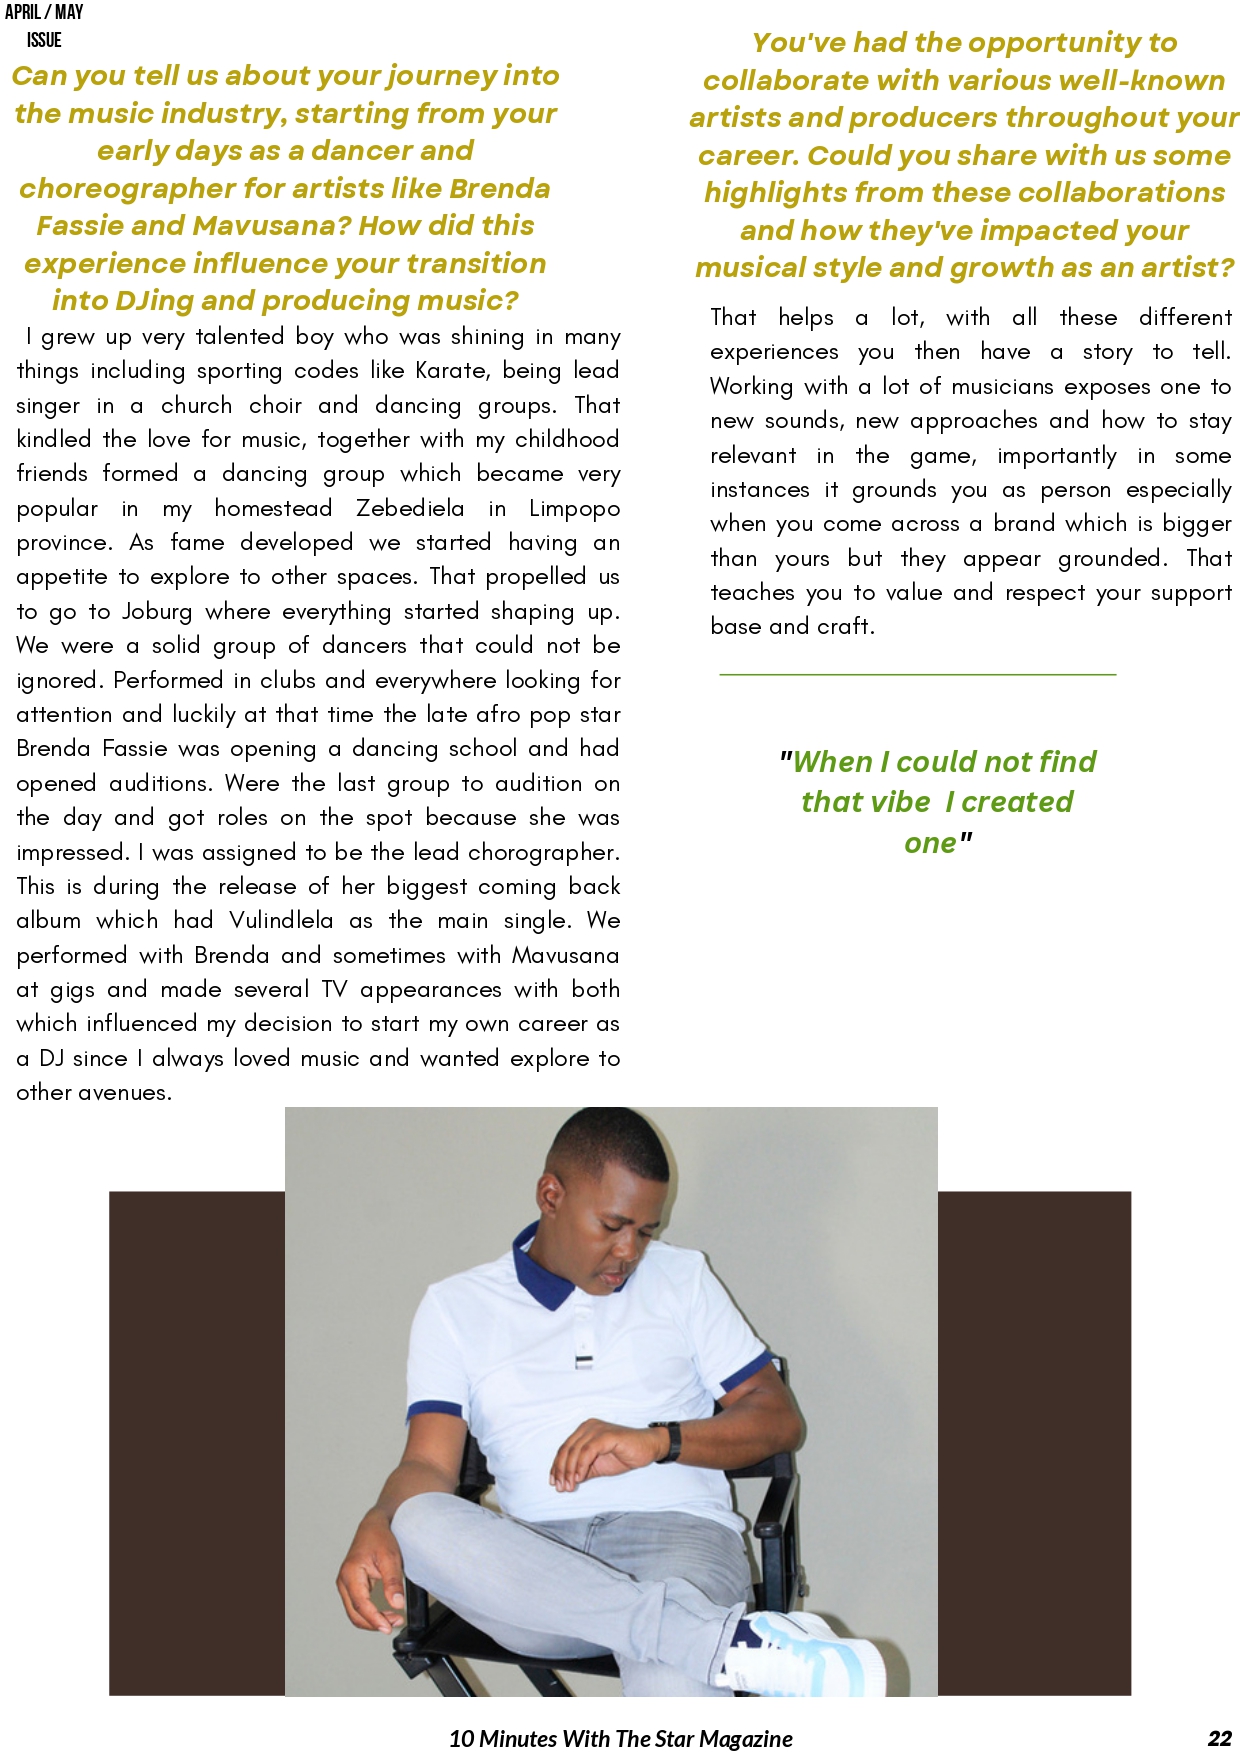 APRIL / MAY
ISSUE
Can you tell us about your journey into
the music industry, starting from your
early days as a dancer and
choreographer for artists like Brenda
Fassie and Mavusana? How did this
experience influence your transition
into DJing and producing music?
I grew up very talented boy who was shining in many
things including sporting codes like Karate, being lead
singer in a church choir and dancing groups. That
kindled the love for music, together with my childhood
friends formed a dancing group which became very
popular in my homestead Zebediela in Limpopo
province. As fame developed we started having an
appetite to explore to other spaces. That propelled us
to go to Joburg where everything started shaping up.
We were a solid group of dancers that could not be
ignored. Performed in clubs and everywhere looking for
attention and luckily at that time the late afro pop star
Brenda Fassie was opening a dancing school and had
opened auditions. Were the last group to audition on
the day and got roles on the spot because she was
impressed. I was assigned to be the lead chorographer.
This is during the release of her biggest coming back
album which had Vulindlela as the main single. We
performed with Brenda and sometimes with Mavusana
at gigs and made several TV appearances with both
which influenced my decision to start my own career as
a DJ since I always loved music and wanted explore to
other avenues.
You've had the opportunity to
collaborate with various well-known
artists and producers throughout your
career. Could you share with us some
highlights from these collaborations
and how they've impacted your
musical style and growth as an artist?
That helps a lot, with all these different
experiences you then have a story to tell.
Working with a lot of musicians exposes one to
new sounds, new approaches and how to stay
relevant in the game, importantly in some
instances it grounds you as person especially
when you come across a brand which is bigger
than yours but they appear grounded. That
teaches you to value and respect your support
base and craft.
"When I could not find
that vibe I created
one"
10 Minutes With The Star Magazine
22